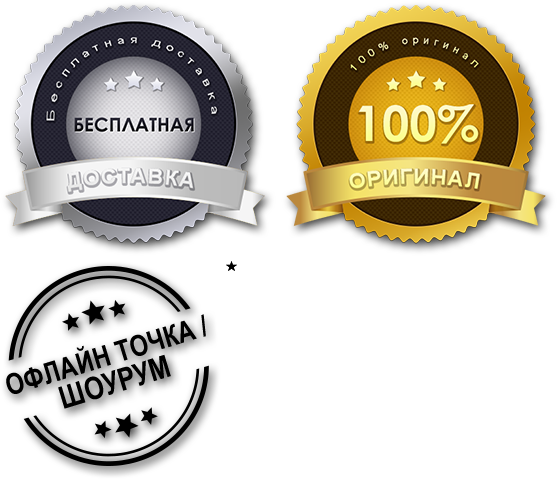 Бесплатная Доставка
БЕСПЛАТНАЯ
ДОСТАВКА
100% оригинал
100%
ОРИГИНАЛ
ОФЛАЙН ТОЧКА /
ШОУРУМ